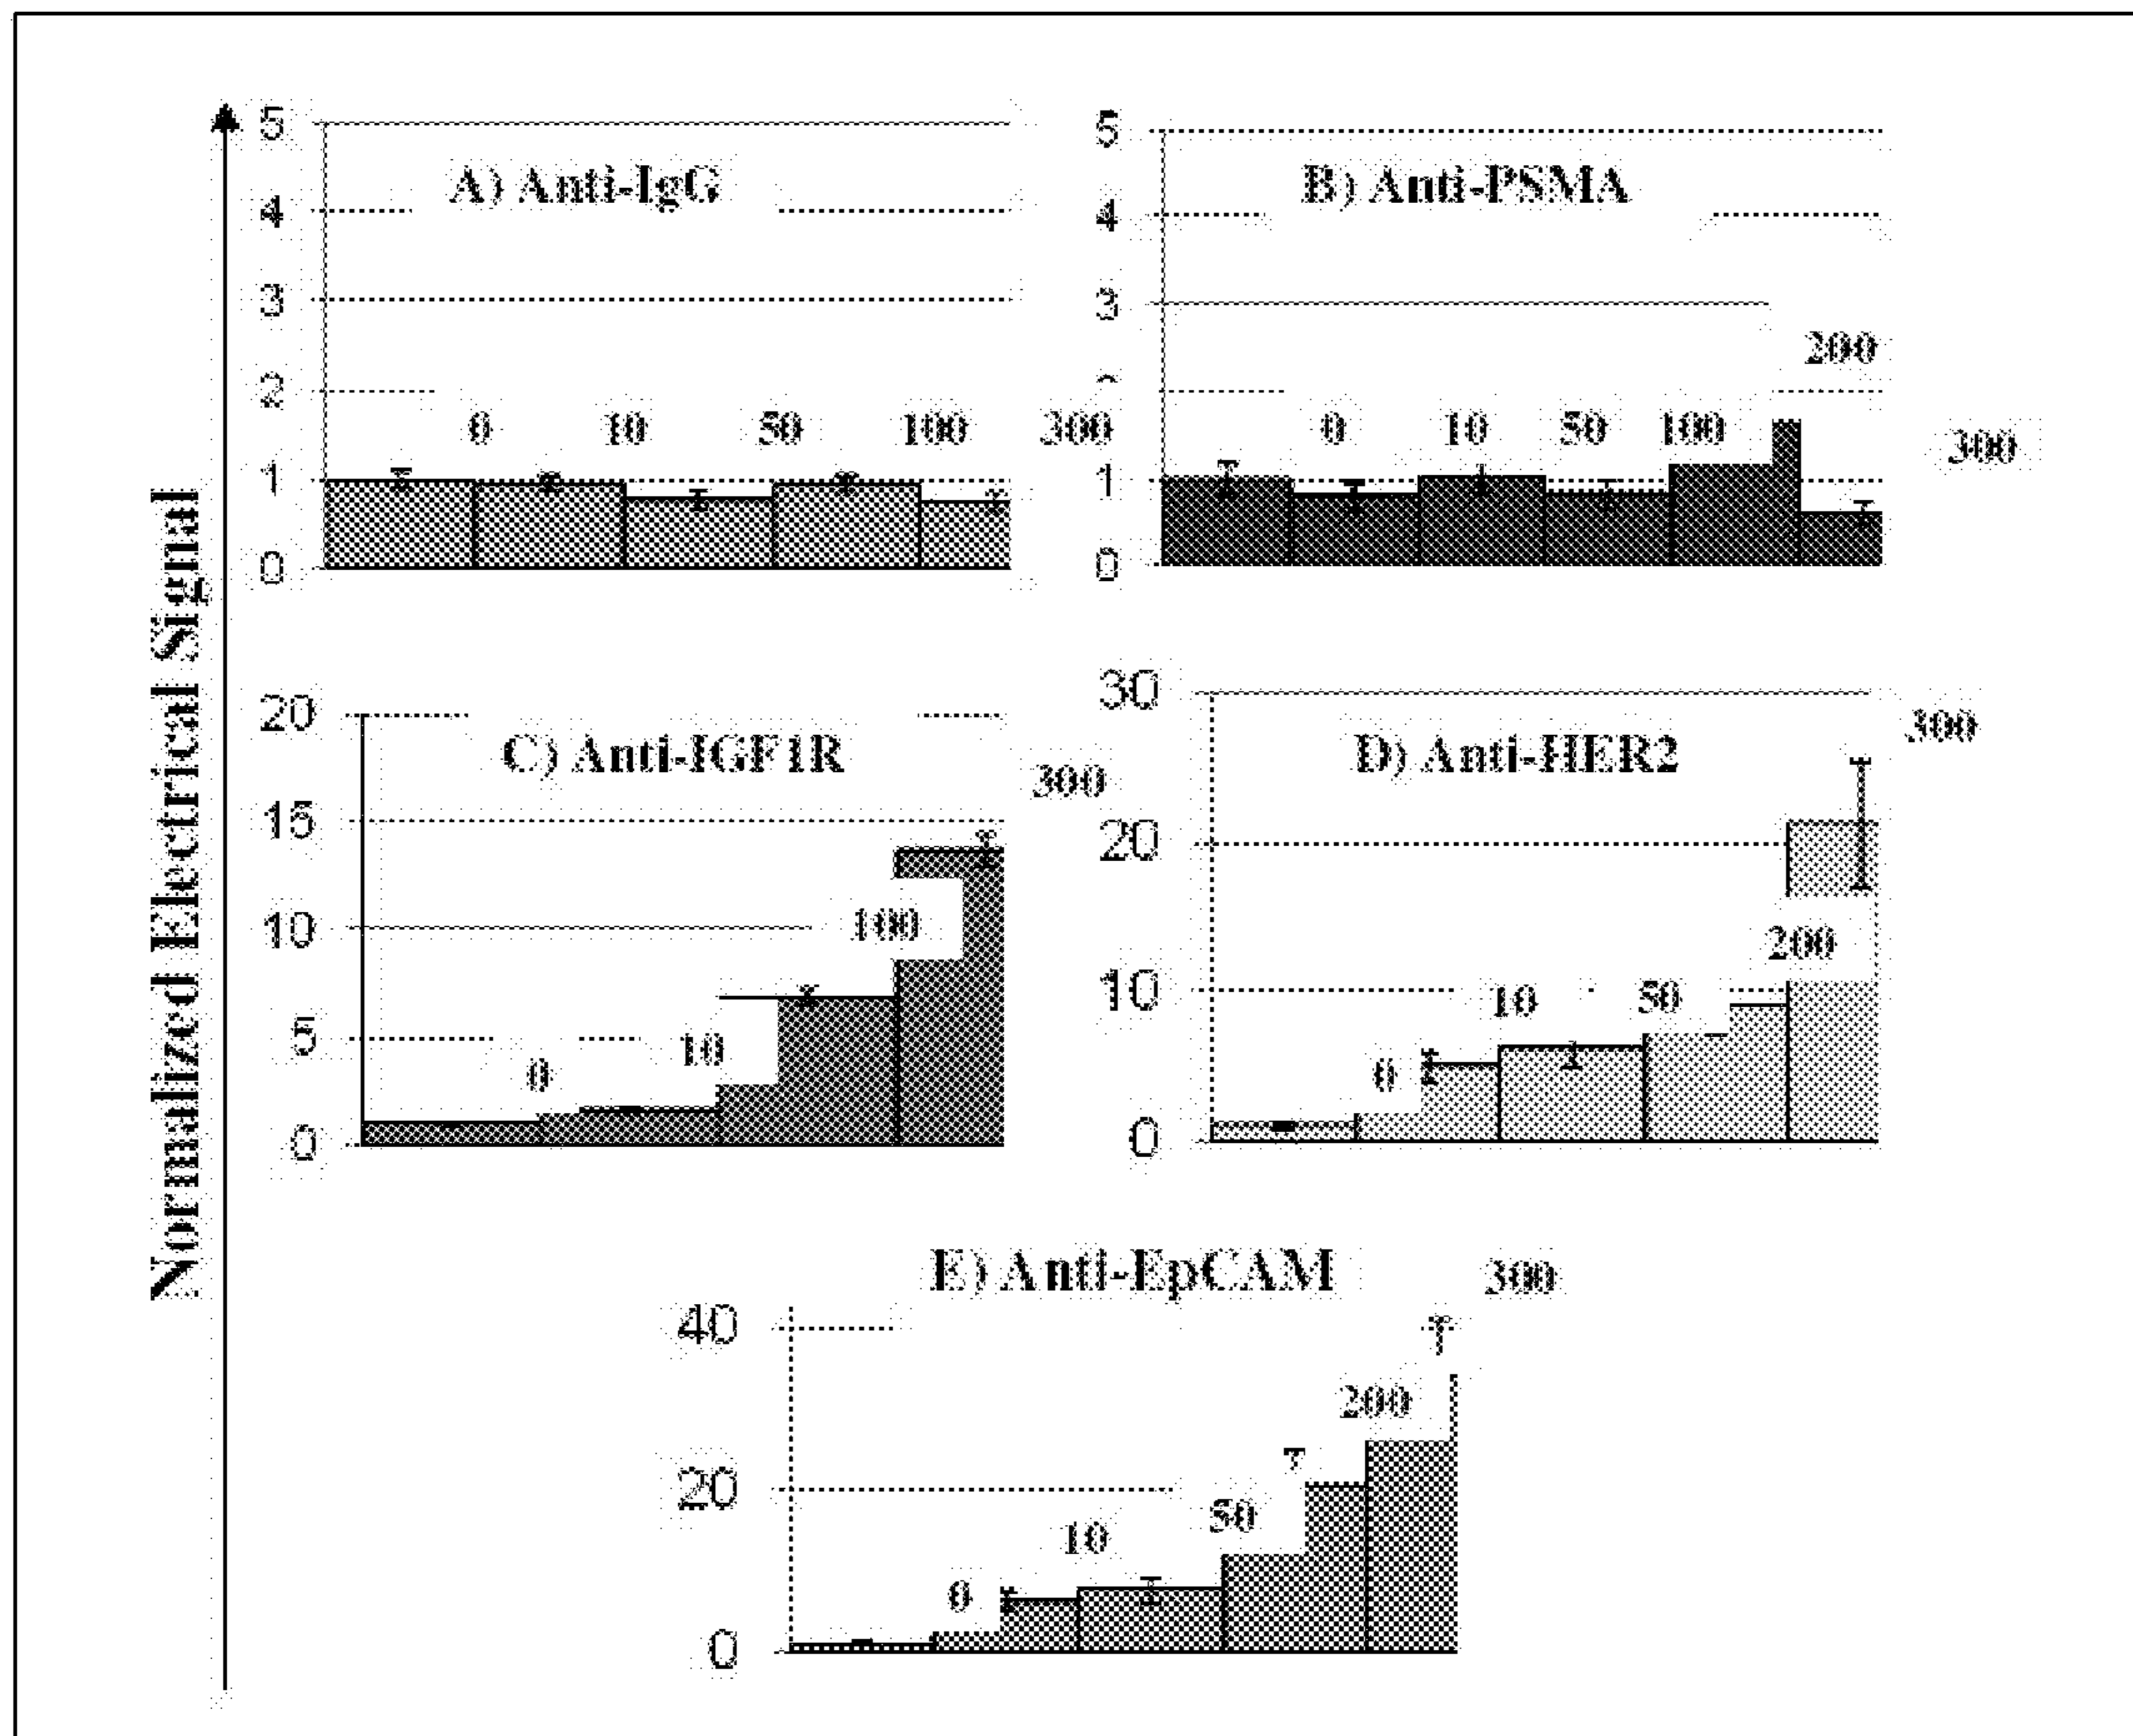 Normalized Electrical Signal
A) Anti-IgG
5
4
3
2
1
0
0 10 50 100 300
B) Anti-PSMA
5
4
3
2
1
0
0 10 50 100 200 300
C) Anti-IGF1R
20
15
10
5
0
0 10 100 300
D) Anti-HER2
30
20
10
0
0 10 50 200 300
E) Anti-EpCAM
40
20
0
0 10 50 200 300